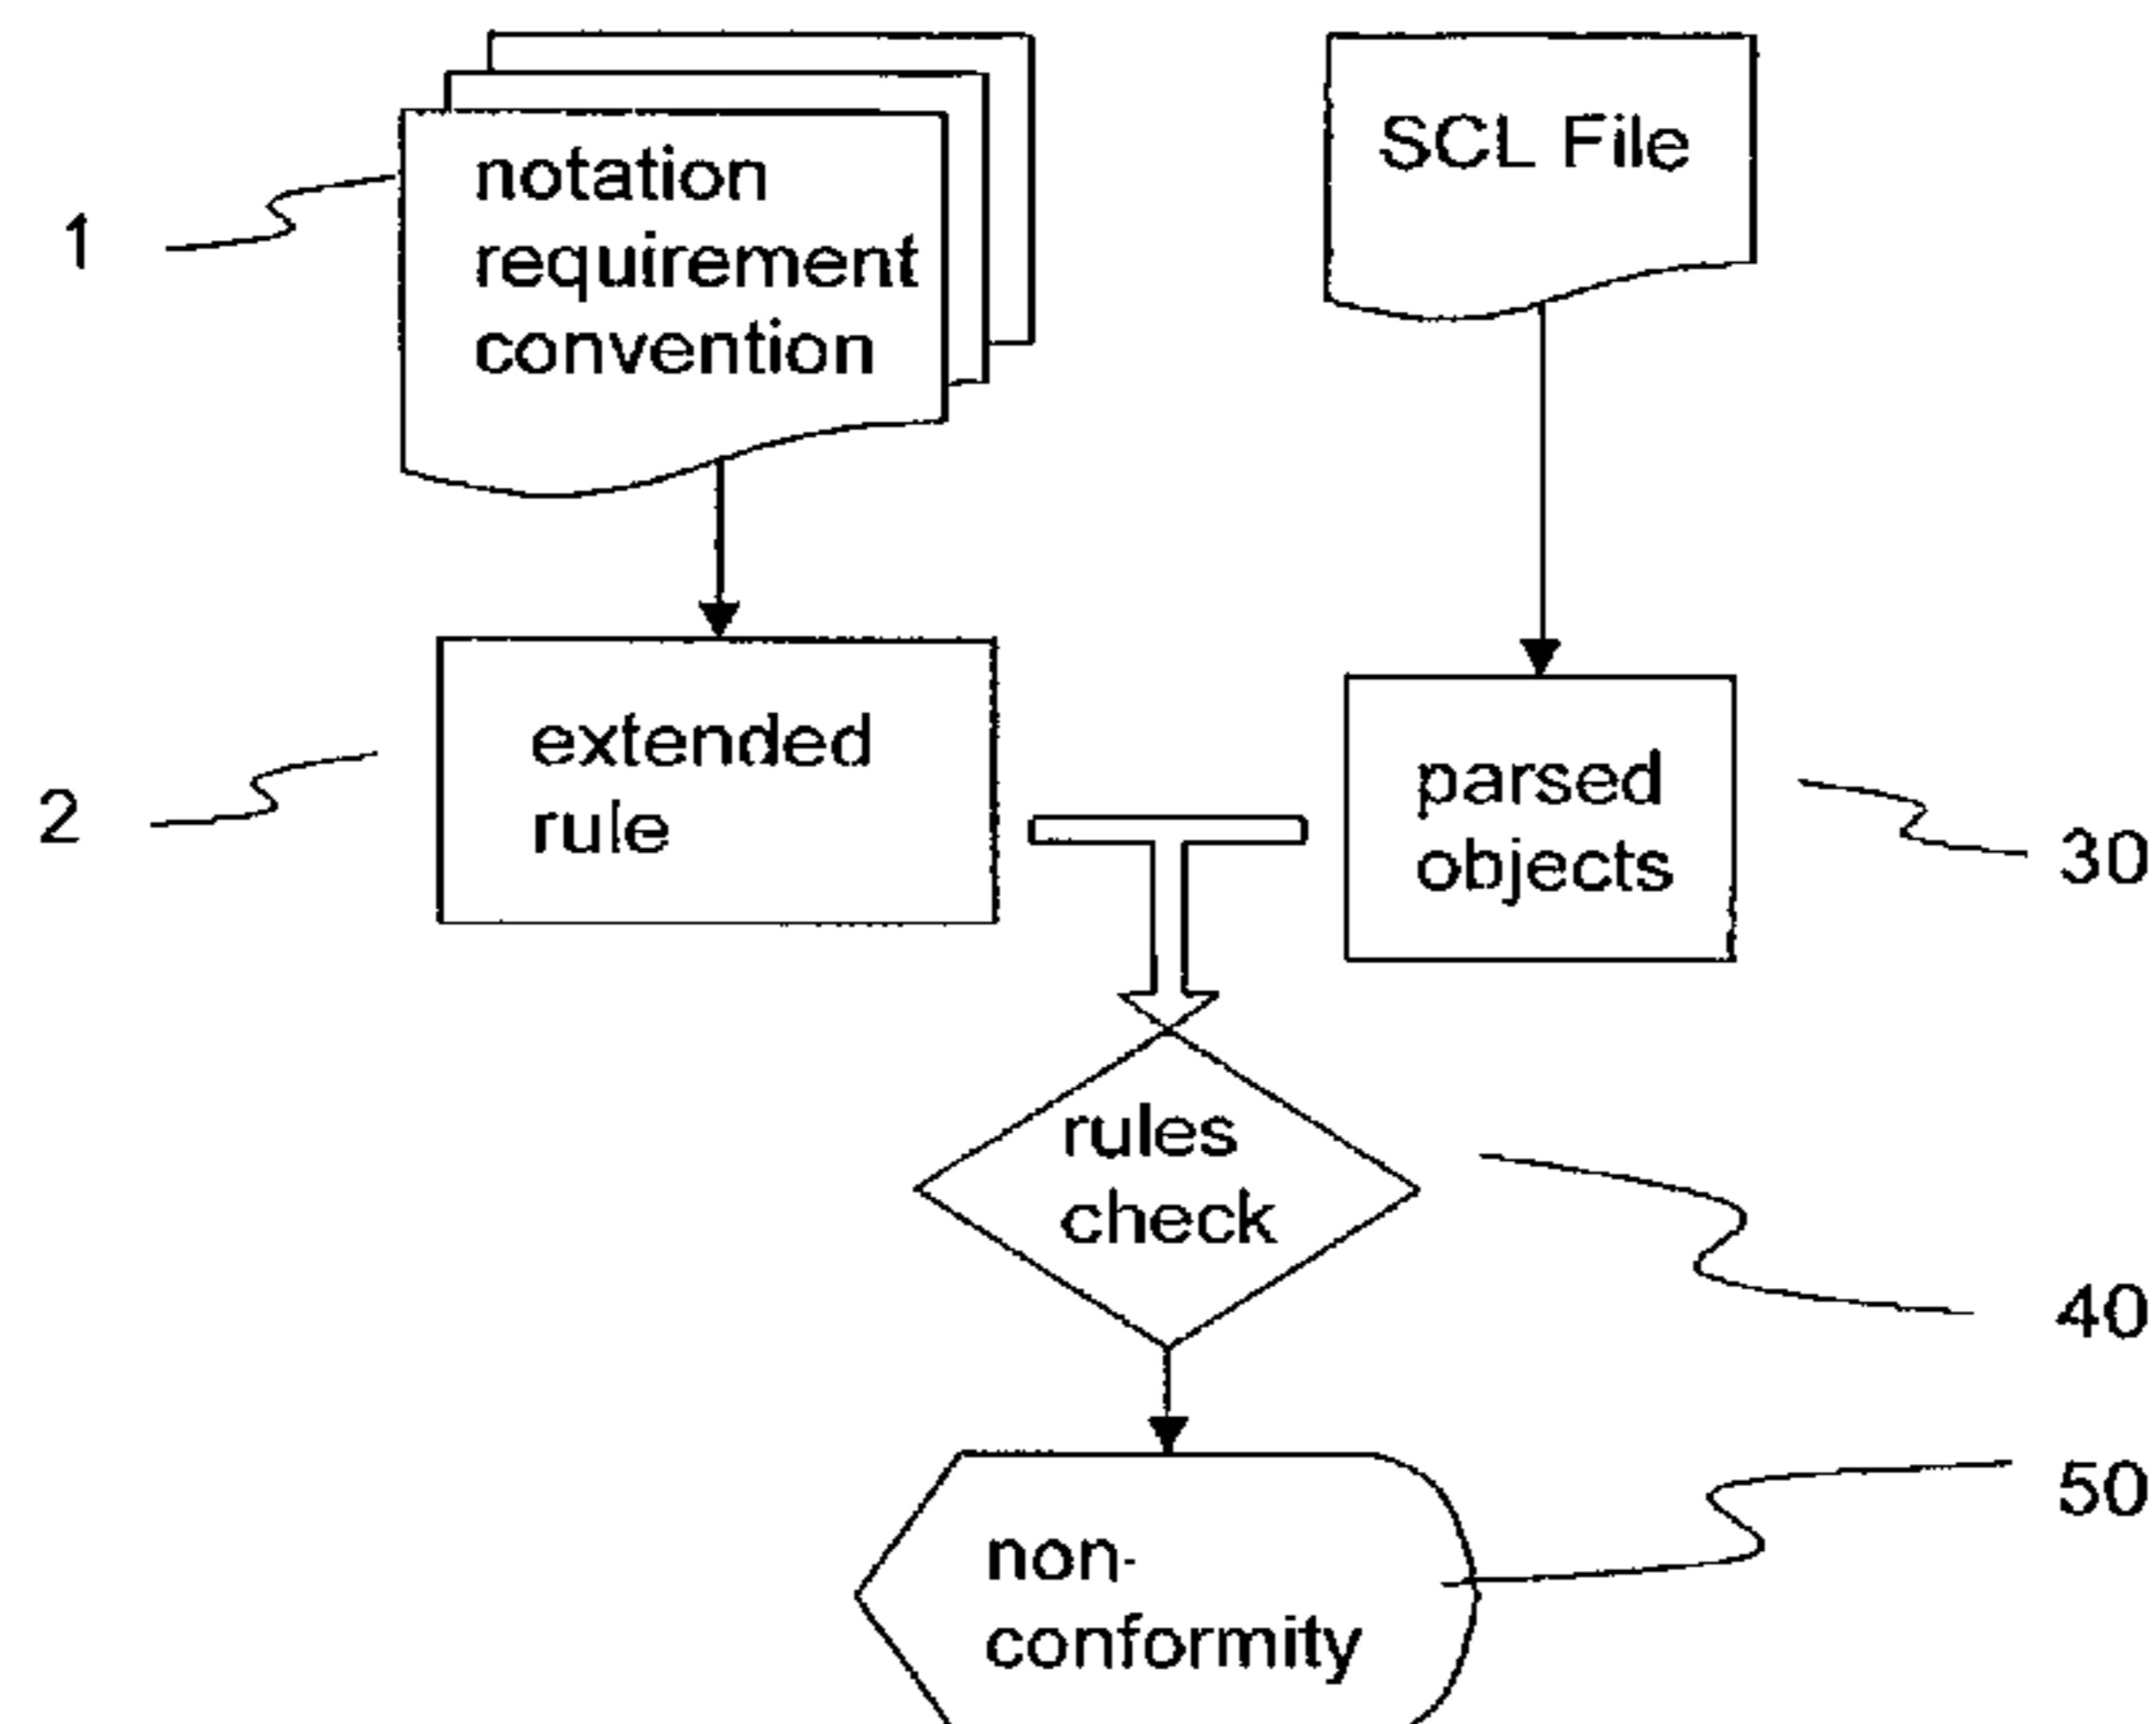 notation
requirement
convention
SCL File
1
extended
rule
2
parsed
objects
30
rules
check
40
50
non-
conformity